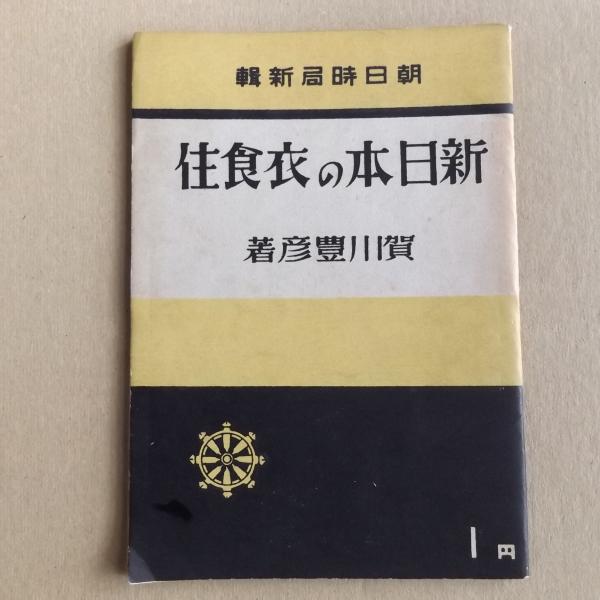 朝日時局新輯
新日本の衣食住
賀川豐彦著
1円